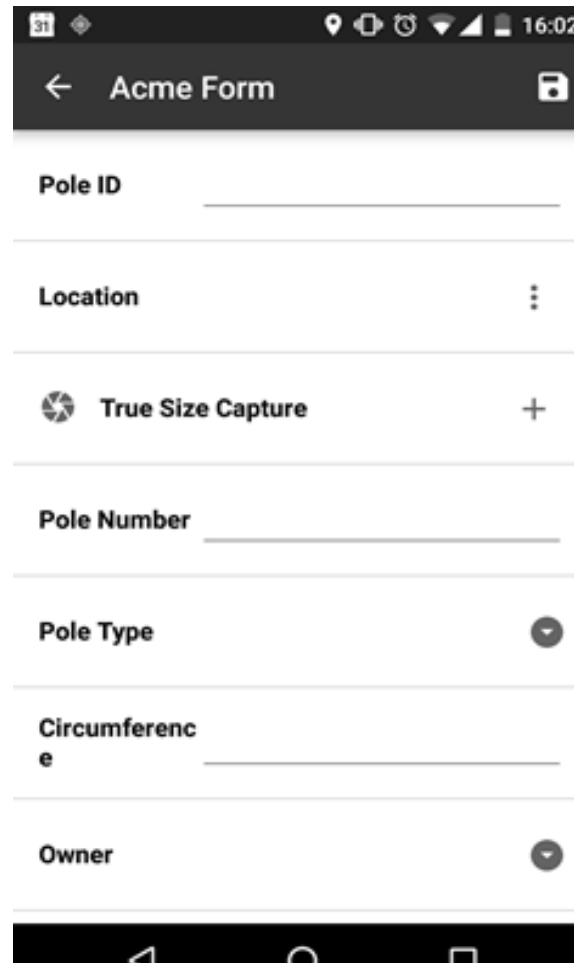 31
16:02
Acme Form
Pole ID
Location
True Size Capture
Pole Number
Pole Type
Circumferenc
e
Owner